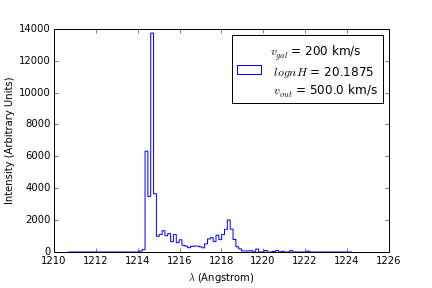 14000
12000
10000
8000
6000
4000
2000
0
Intensity (Arbitrary Units)
v_gal = 200 km/s
lognH = 20.1875
v_out = 500.0 km/s
1210 1212 1214 1216 1218 1220 1222 1224 1226
λ (Angstrom)